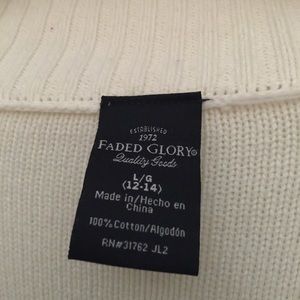 ESTABLISHED
1972
FADED GLORY®
Quality Goods
L/G
(12-14)
Made in/Hecho en
China
100% Cotton/Algodón
RN#31762 JL2